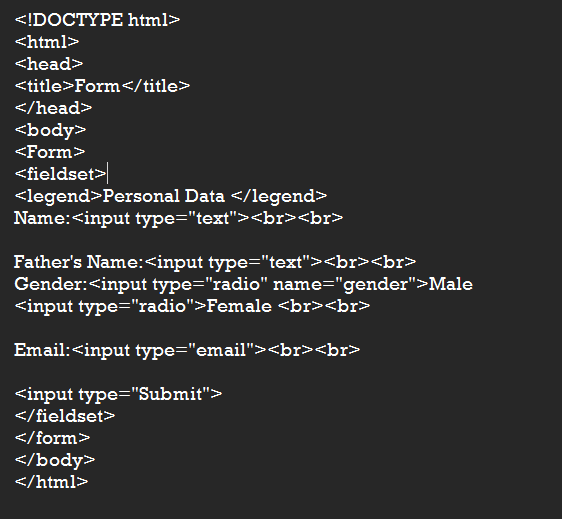 <!DOCTYPE html>
<html>
<head>
<title>Form</title>
</head>
<body>
<Form>
<fieldset>
<legend>Personal Data </legend>
Name:<input type="text"><br><br>
Father's Name:<input type="text"><br><br>
Gender:<input type="radio" name="gender">Male
<input type="radio">Female <br><br>
Email:<input type="email"><br><br>
<input type="Submit">
</fieldset>
</form>
</body>
</html>